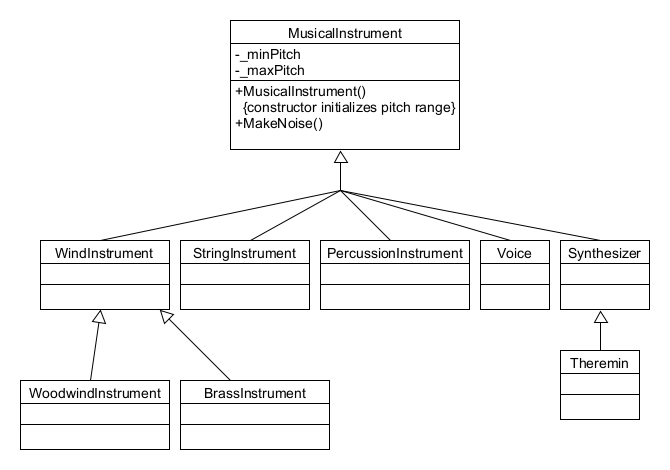 MusicalInstrument
-_minPitch
-_maxPitch
+MusicalInstrument()
{constructor initializes pitch range}
+MakeNoise()
WindInstrument
StringInstrument
PercussionInstrument
Voice
Synthesizer
Theremin
WoodwindInstrument
BrassInstrument